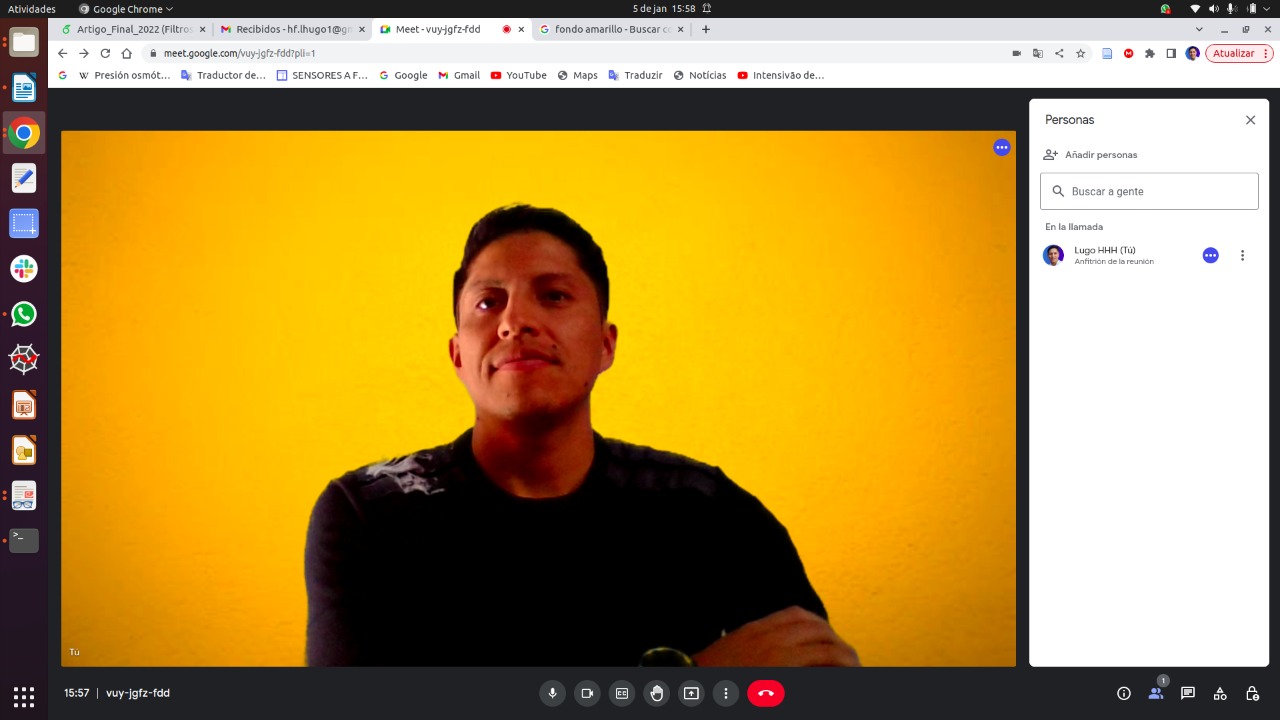 Atividades
Google Chrome
5 de jan 15:58
Artigo_Final_2022 (Filtros
Recibidos - hf.lhugo1@gm
Meet - vuy-jgfz-fdd
fondo amarillo - Buscar co
meet.google.com/vuy-jgfz-fdd?pli=1
Atualizar
Presión osmót...
Traductor de...
SENSORES A F...
Google
Gmail
YouTube
Maps
Traduzir
Notícias
Intensivão de...
Personas
Añadir personas
Buscar a gente
En la llamada
Lugo HHH (Tú)
Anfitrión de la reunión
Tú
15:57 | vuy-jgfz-fdd
1